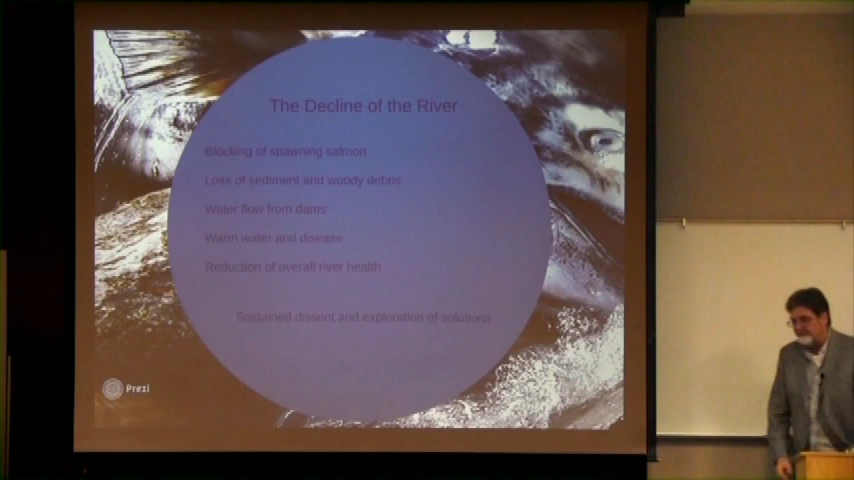 The Decline of the River
Blocking of spawning salmon
Loss of sediment and woody debris
Water flow from dams
Warm water and disease
Reduction of overall river health
Sustained dissent and exploration of solutions
Prezi